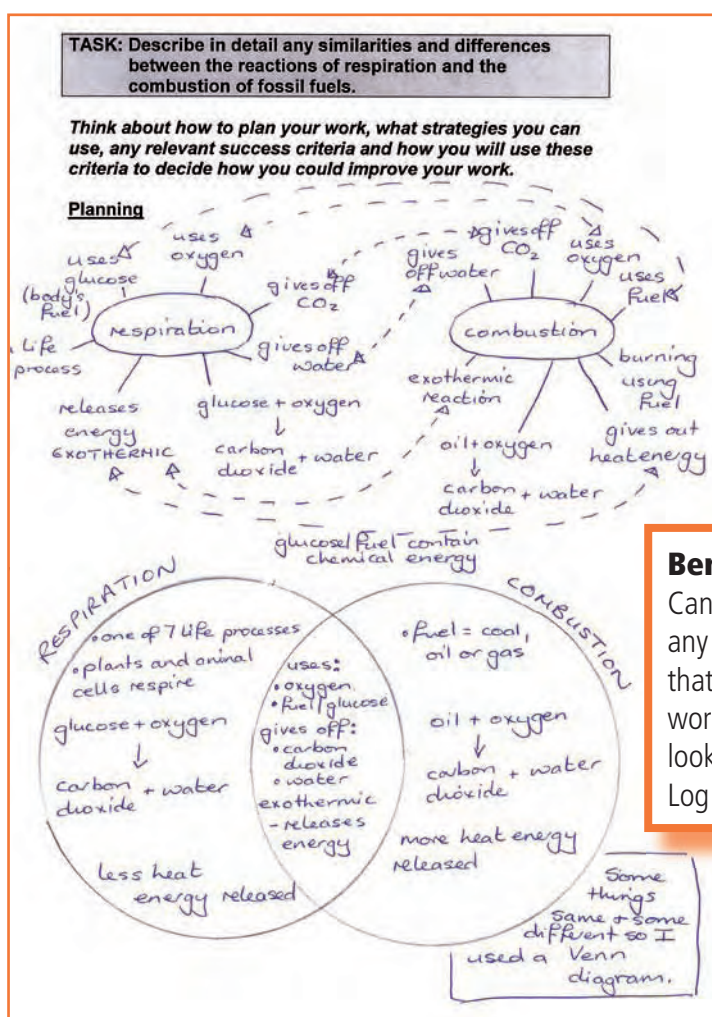 TASK: Describe in detail any similarities and differences
between the reactions of respiration and the
combustion of fossil fuels.
Think about how to plan your work, what strategies you can
use, any relevant success criteria and how you will use these
criteria to decide how you could improve your work.
Planning
uses
glucose
(body's
fuel)
uses
oxygen
gives off
CO2
gives off
water
respiration
Life
process
releases
energy
EXOTHERMIC
glucose + oxygen
↓
carbon
dioxide + water
gives
off water
gives off
CO2
uses
oxygen
uses
fuel
combustion
exothermic
reaction
burning
using
fuel
gives out
heat energy
oil + oxygen
↓
carbon
dioxide + water
glucose/fuel contain
chemical energy
RESPIRATION
• one of 7 life processes
• plants and animal
cells respire
glucose + oxygen
↓
carbon
dioxide + water
less heat
energy released
uses:
• oxygen
• fuel/glucose
gives off:
• carbon
dioxide
• water
exothermic
- releases
energy
COMBUSTION
• fuel = coal,
oil or gas
oil + oxygen
↓
carbon
dioxide + water
more heat energy
released
Some
things
same + some
different so I
used a Venn
diagram.
Ber
Can
any
that
wor
look
Log